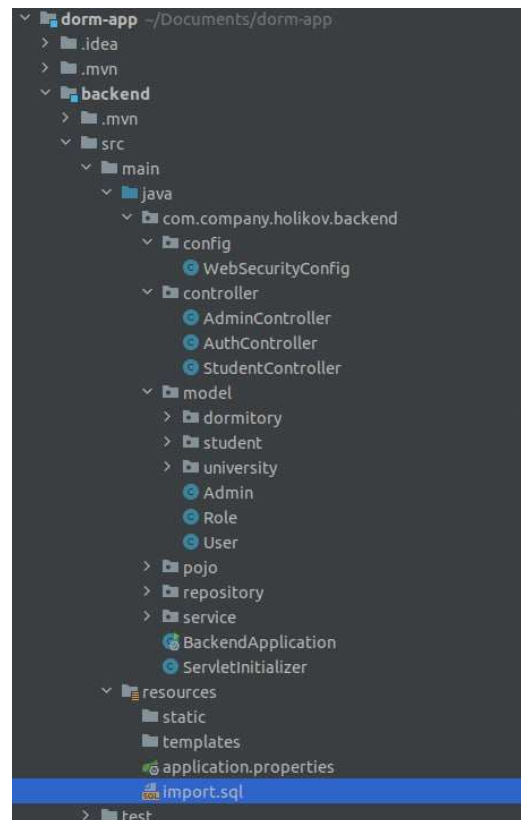 dorm-app ~/Documents/dorm-app
.idea
.mvn
backend
.mvn
src
main
java
com.company.holikov.backend
config
WebSecurityConfig
controller
AdminController
AuthController
StudentController
model
dormitory
student
university
Admin
Role
User
pojo
repository
service
BackendApplication
ServletInitializer
resources
static
templates
application.properties
import.sql
test